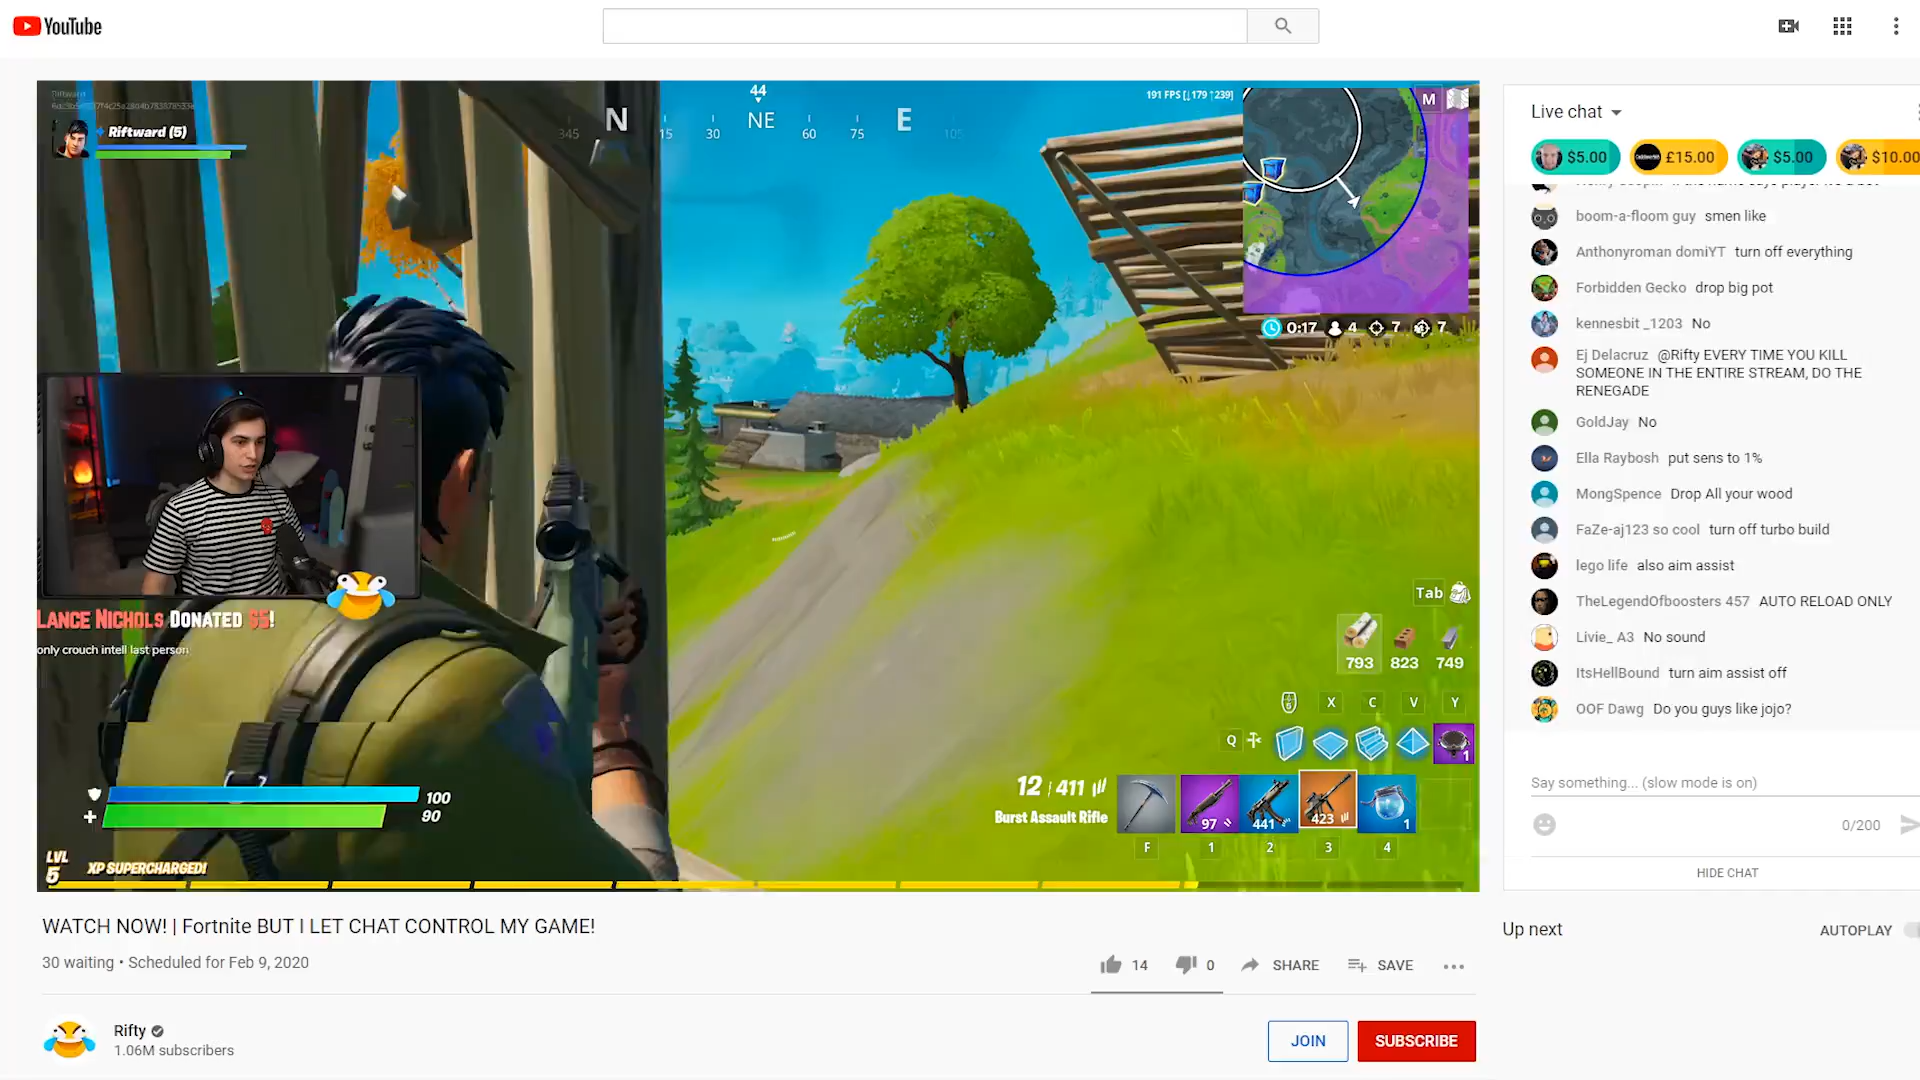 YouTube
Riftward
Riftward (5)
345
N
15
30
44
NE
60
75
E
105
191 FPS [↓179 ↑239]
M
0:17
4
7
7
LANCE NICHOLS DONATED $5!
only crouch intell last person
Tab
793
823
749
X
C
V
Y
Q
1
12 | 411
Burst Assault Rifle
97
441
423
1
F
1
2
3
4
100
90
LVL
5
XP SUPERCHARGED!
Live chat
$5.00
£15.00
$5.00
$10.00
boom-a-floom guy smen like
Anthonyroman domiYT turn off everything
Forbidden Gecko drop big pot
kennesbit _1203 No
Ej Delacruz @Rifty EVERY TIME YOU KILL
SOMEONE IN THE ENTIRE STREAM, DO THE
RENEGADE
GoldJay No
Ella Raybosh put sens to 1%
MongSpence Drop All your wood
FaZe-aj123 so cool turn off turbo build
lego life also aim assist
TheLegendOfboosters 457 AUTO RELOAD ONLY
Livie_ A3 No sound
ItsHellBound turn aim assist off
OOF Dawg Do you guys like jojo?
Say something... (slow mode is on)
0/200
HIDE CHAT
WATCH NOW! | Fortnite BUT I LET CHAT CONTROL MY GAME!
30 waiting • Scheduled for Feb 9, 2020
14
0
SHARE
SAVE
Up next
AUTOPLAY
Rifty
1.06M subscribers
JOIN
SUBSCRIBE